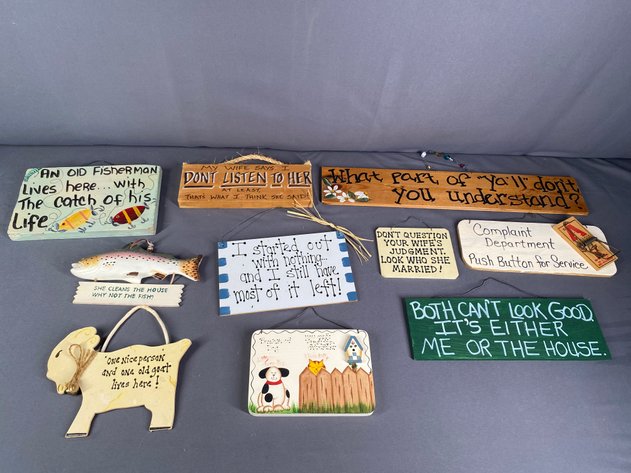 AN OLD FISHERMAN
Lives here... with
The catch of his
Life
MY WIFE SAYS I
DONT LISTEN TO HER
AT LEAST,
THATS WHAT I THINK SHE SAID!
What part of "Ya'll" don't
you understand?
SHE CLEANS THE HOUSE
WHY NOT THE FISH?
I started out
with nothing
and I still have
most of it left!
DON'T QUESTION
YOUR WIFE'S
JUDGMENT.
LOOK WHO SHE
MARRIED!
Complaint
Department
Push Button for Service
"One nice person
and one old goat
lives here"!
BOTH CAN'T LOOK GOOD.
IT'S EITHER
ME OR THE HOUSE.